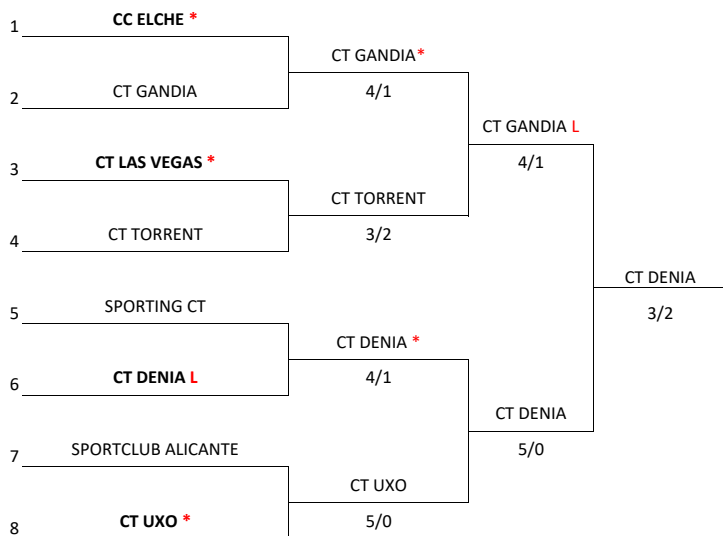 1 CC ELCHE *
CT GANDIA*
2 CT GANDIA
4/1
CT GANDIA L
3 CT LAS VEGAS *
4/1
CT TORRENT
4 CT TORRENT
3/2
CT DENIA
5 SPORTING CT
3/2
CT DENIA *
6 CT DENIA L
4/1
CT DENIA
7 SPORTCLUB ALICANTE
5/0
CT UXO
8 CT UXO *
5/0